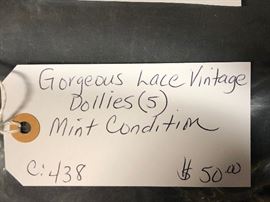 Gorgeous Lace Vintage
Dollies (5)
Mint Condition
C: 438 $ 50.00